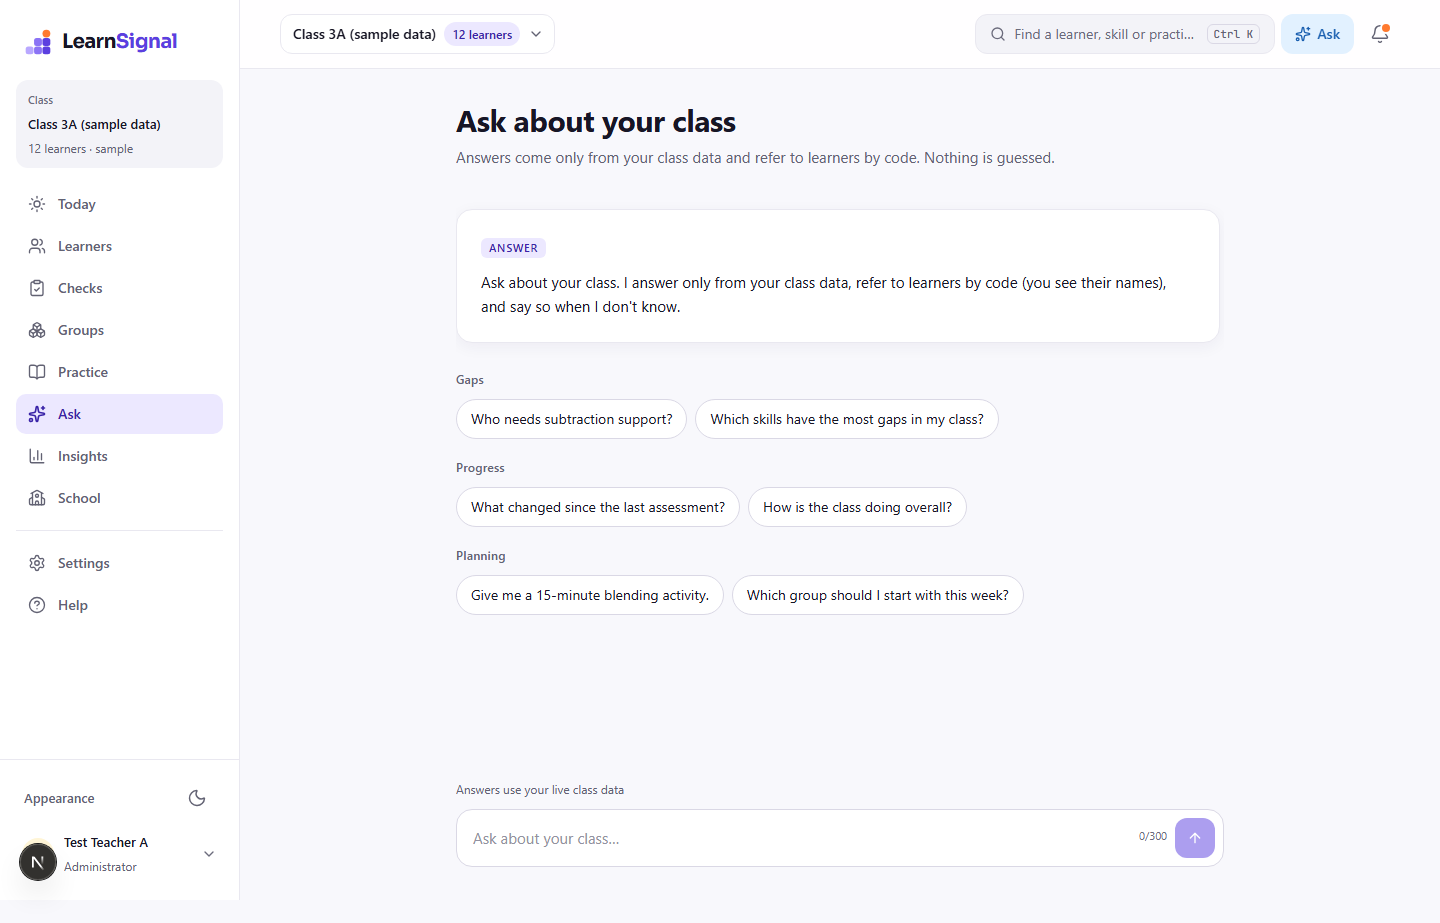 LearnSignal
Class
Class 3A (sample data)
12 learners · sample
Today
Learners
Checks
Groups
Practice
Ask
Insights
School
Settings
Help
Appearance
N
Test Teacher A
Administrator
Class 3A (sample data) 12 learners
Find a learner, skill or practi... Ctrl K
Ask
Ask about your class
Answers come only from your class data and refer to learners by code. Nothing is guessed.
ANSWER
Ask about your class. I answer only from your class data, refer to learners by code (you see their names),
and say so when I don't know.
Gaps
Who needs subtraction support? Which skills have the most gaps in my class?
Progress
What changed since the last assessment? How is the class doing overall?
Planning
Give me a 15-minute blending activity. Which group should I start with this week?
Answers use your live class data
Ask about your class... 0/300